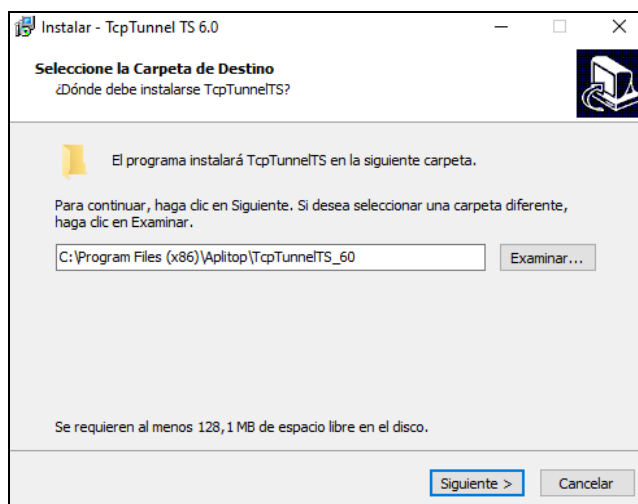 Instalar - TcpTunnel TS 6.0
Seleccione la Carpeta de Destino
¿Dónde debe instalarse TcpTunnelTS?
El programa instalará TcpTunnelTS en la siguiente carpeta.
Para continuar, haga clic en Siguiente. Si desea seleccionar una carpeta diferente,
haga clic en Examinar.
C:\Program Files (x86)\Aplitop\TcpTunnelTS_60
Examinar...
Se requieren al menos 128,1 MB de espacio libre en el disco.
Siguiente >
Cancelar